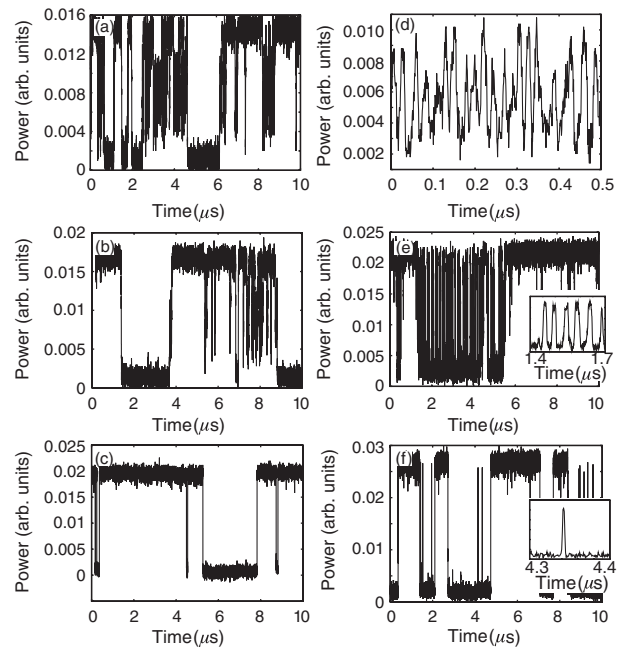 (a)
Power (arb. units)
0.016
0.012
0.008
0.004
0
0 2 4 6 8 10
Time(μs)
(d)
Power (arb. units)
0.010
0.008
0.006
0.004
0.002
0 0.1 0.2 0.3 0.4 0.5
Time(μs)
(b)
Power (arb. units)
0.02
0.015
0.01
0.005
0
0 2 4 6 8 10
Time(μs)
(e)
Power (arb. units)
0.025
0.02
0.015
0.01
0.005
0
1.4 1.7
Time(μs)
0 2 4 6 8 10
Time(μs)
(c)
Power (arb. units)
0.025
0.02
0.015
0.01
0.005
0
0 2 4 6 8 10
Time(μs)
(f)
Power (arb. units)
0.03
0.02
0.01
0
4.3 4.4
Time(μs)
0 2 4 6 8 10
Time(μs)